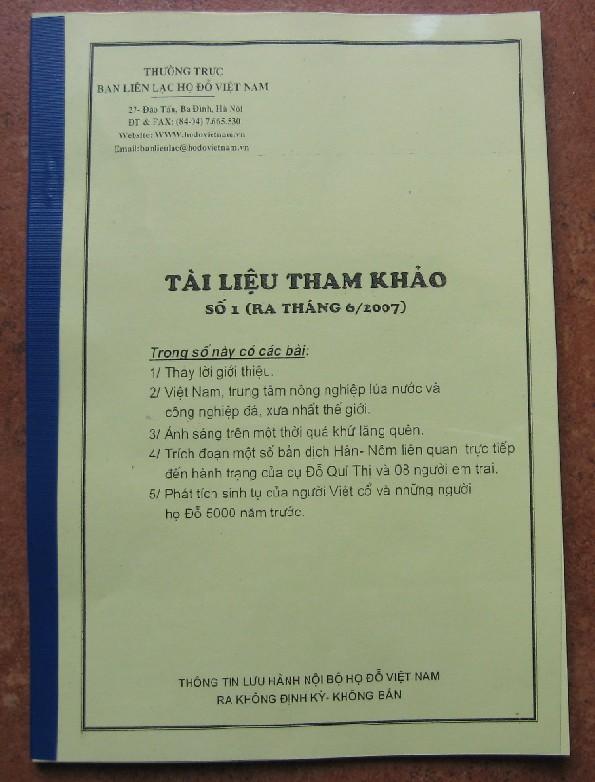 THƯỜNG TRỰC
BAN LIÊN LẠC HỌ ĐỖ VIỆT NAM
27- Đào Tấn, Ba Đình, Hà Nội
ĐT & FAX: (84-04) 7.665.530
Website: WWW.hodovietnam.vn
Email:banlienlac@hodovietnam.vn
TÀI LIỆU THAM KHẢO
SỐ 1 (RA THÁNG 6/2007)
Trong số này có các bài:
1/ Thay lời giới thiệu.
2/ Việt Nam, trung tâm nông nghiệp lúa nước và
công nghiệp đá, xưa nhất thế giới.
3/ Ánh sáng trên một thời quá khứ lãng quên.
4/ Trích đoạn một số bản dịch Hán- Nôm liên quan trực tiếp
đến hành trạng của cụ Đỗ Quí Thị và 08 người em trai.
5/ Phát tích sinh tụ của người Việt cổ và những người
họ Đỗ 5000 năm trước.
THÔNG TIN LƯU HÀNH NỘI BỘ HỌ ĐỖ VIỆT NAM
RA KHÔNG ĐỊNH KỲ- KHÔNG BÁN